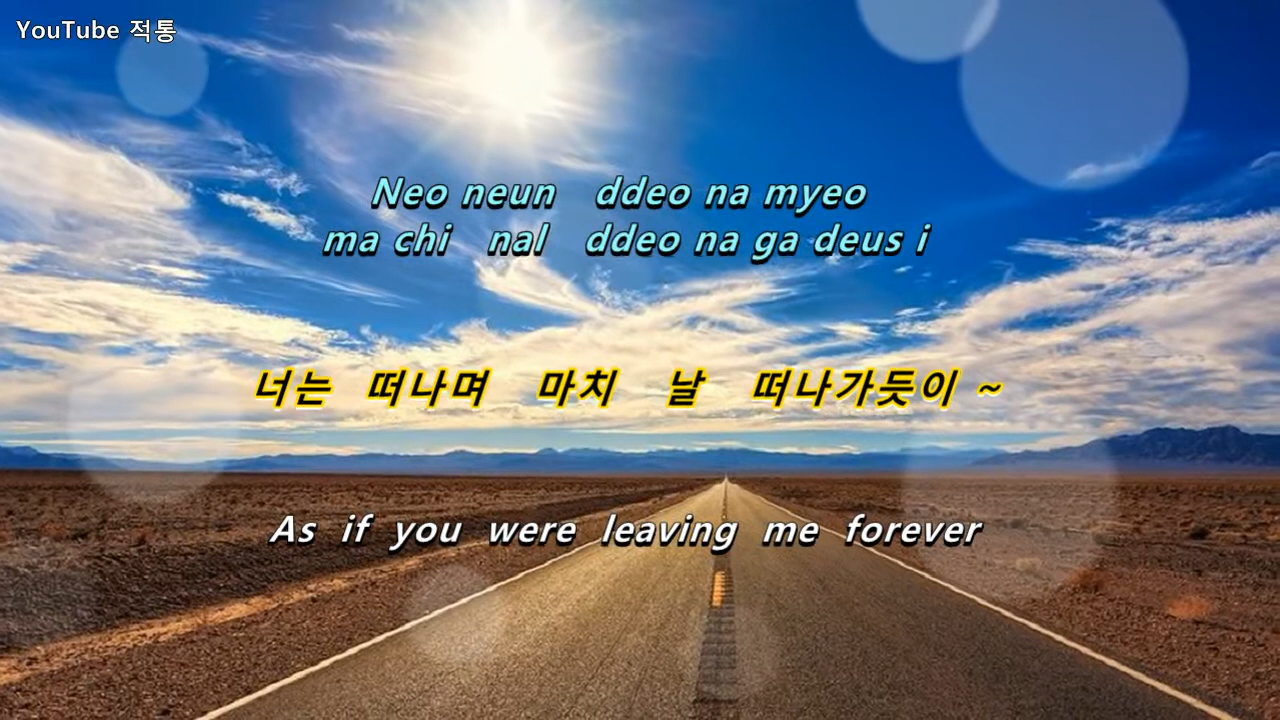 YouTube 적통
Neo neun ddeo na myeo
ma chi nal ddeo na ga deus i
너는 떠나며 마치 날 떠나가듯이 ~
As if you were leaving me forever